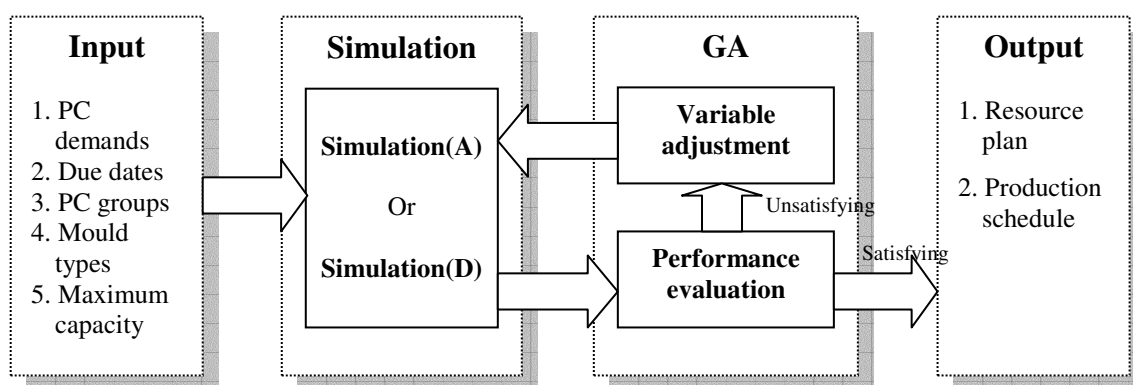 Input
1. PC
demands
2. Due dates
3. PC groups
4. Mould
types
5. Maximum
capacity
Simulation
Simulation(A)
Or
Simulation(D)
GA
Variable
adjustment
Unsatisfying
Performance
evaluation
Satisfying
Output
1. Resource
plan
2. Production
schedule